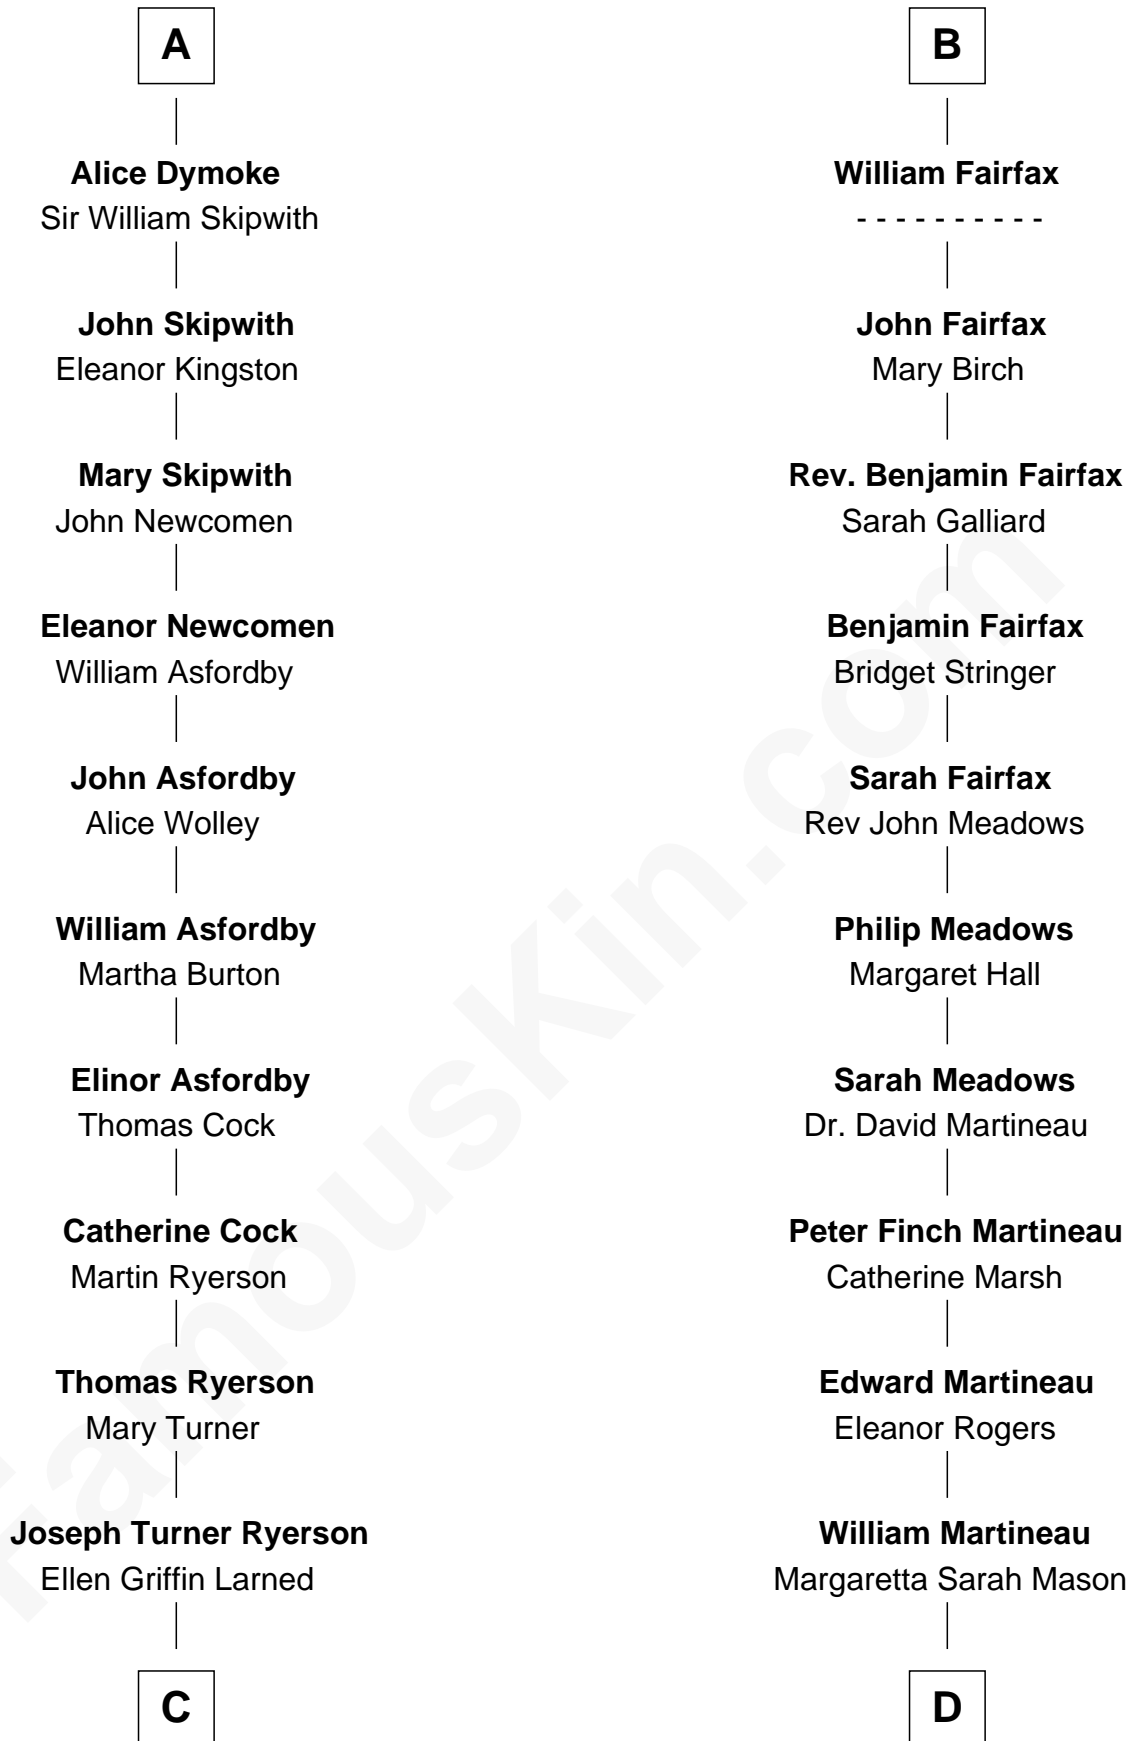 A
Alice Dymoke
Sir William Skipwith
John Skipwith
Eleanor Kingston
Mary Skipwith
John Newcomen
Eleanor Newcomen
William Asfordby
John Asfordby
Alice Wolley
William Asfordby
Martha Burton
Elinor Asfordby
Thomas Cock
Catherine Cock
Martin Ryerson
Thomas Ryerson
Mary Turner
Joseph Turner Ryerson
Ellen Griffin Larned
C
B
William Fairfax
- - - - - - - - - -
John Fairfax
Mary Birch
Rev. Benjamin Fairfax
Sarah Galliard
Benjamin Fairfax
Bridget Stringer
Sarah Fairfax
Rev John Meadows
Philip Meadows
Margaret Hall
Sarah Meadows
Dr. David Martineau
Peter Finch Martineau
Catherine Marsh
Edward Martineau
Eleanor Rogers
William Martineau
Margaretta Sarah Mason
D
FamousKin.com